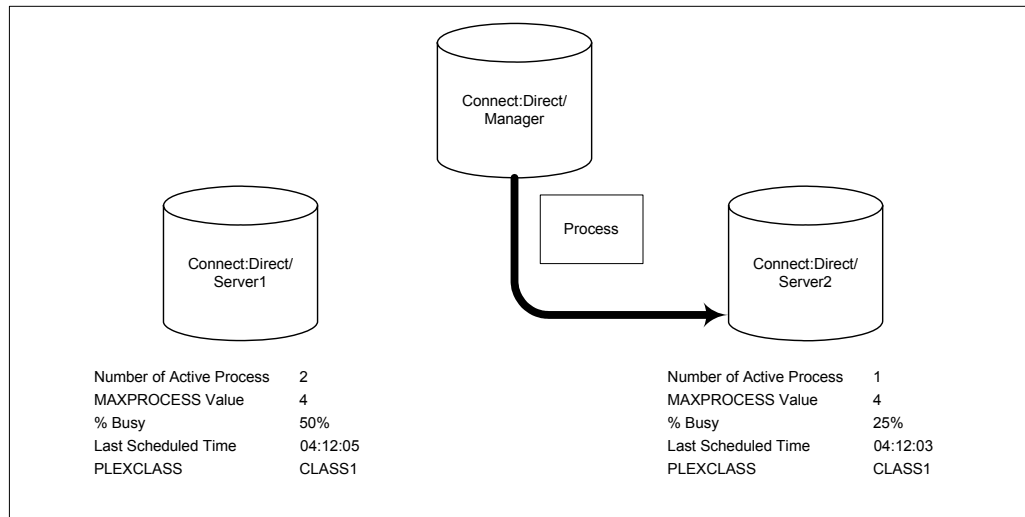 Connect:Direct/
Manager
Process
Connect:Direct/
Server1
Connect:Direct/
Server2
Number of Active Process 2
MAXPROCESS Value 4
% Busy 50%
Last Scheduled Time 04:12:05
PLEXCLASS CLASS1
Number of Active Process 1
MAXPROCESS Value 4
% Busy 25%
Last Scheduled Time 04:12:03
PLEXCLASS CLASS1